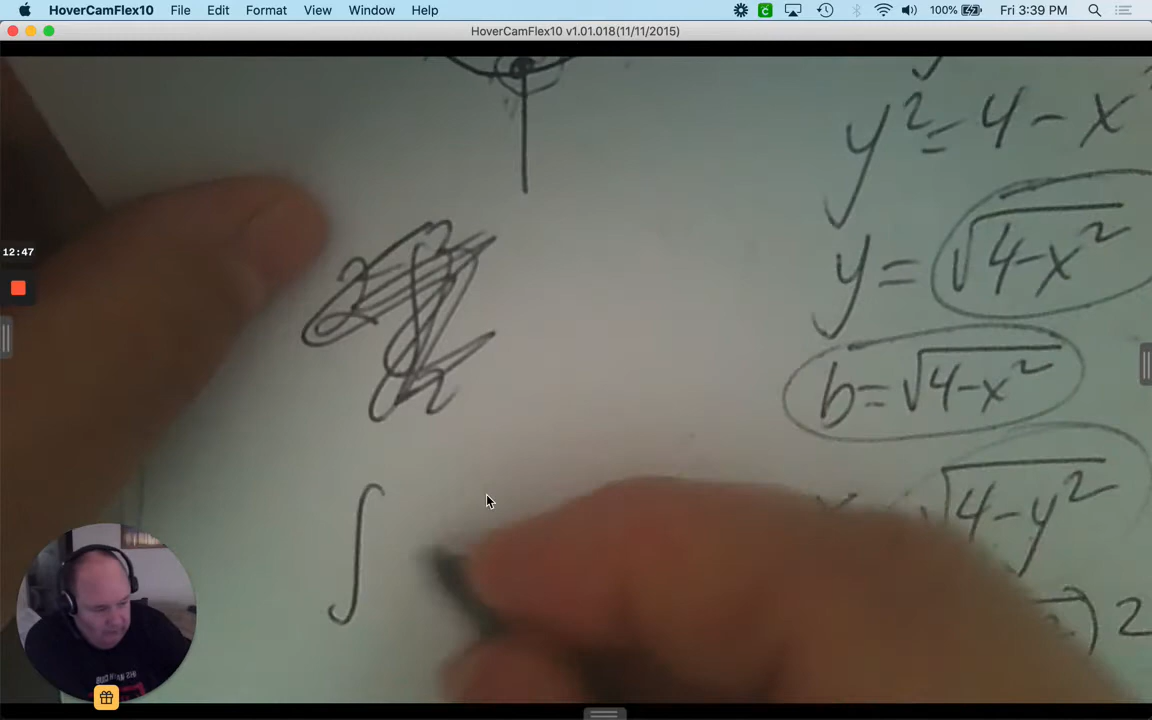 HoverCamFlex10 File Edit Format View Window Help 100% Fri 3:39 PM
HoverCamFlex10 v1.01.018(11/11/2015)
y² = 4 - x
y = √4-x²
12:47
b = √4-x²
√4-y²
∫
) 2